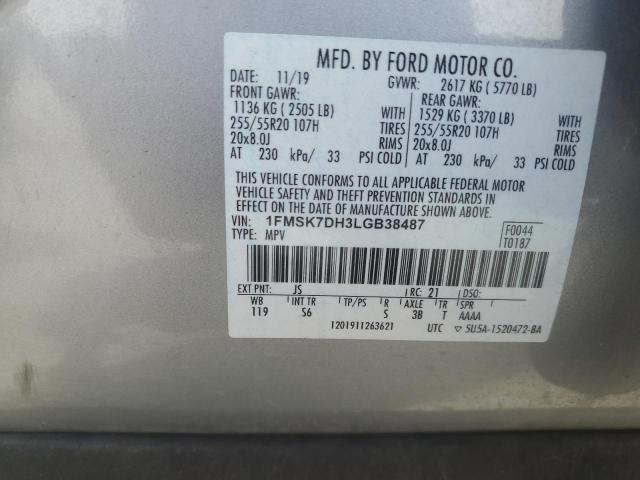 MFD. BY FORD MOTOR CO.
DATE: 11/19 GVWR: 2617 KG ( 5770 LB)
FRONT GAWR: REAR GAWR:
1136 KG ( 2505 LB) WITH 1529 KG ( 3370 LB) WITH
255/55R20 107H TIRES 255/55R20 107H TIRES
20x8.0J RIMS 20x8.0J RIMS
AT 230 kPa/ 33 PSI COLD AT 230 kPa/ 33 PSI COLD
THIS VEHICLE CONFORMS TO ALL APPLICABLE FEDERAL MOTOR
VEHICLE SAFETY AND THEFT PREVENTION STANDARDS IN
EFFECT ON THE DATE OF MANUFACTURE SHOWN ABOVE.
VIN: 1FMSK7DH3LGB38487 F0044
TYPE: MPV T0187
EXT PNT: JS RC: 21 DSO:
WB INT TR TP/PS R AXLE TR SPR
119 S6 S 3B T AAAA
1201911263621 UTC ▽ 5U5A-1520472-BA